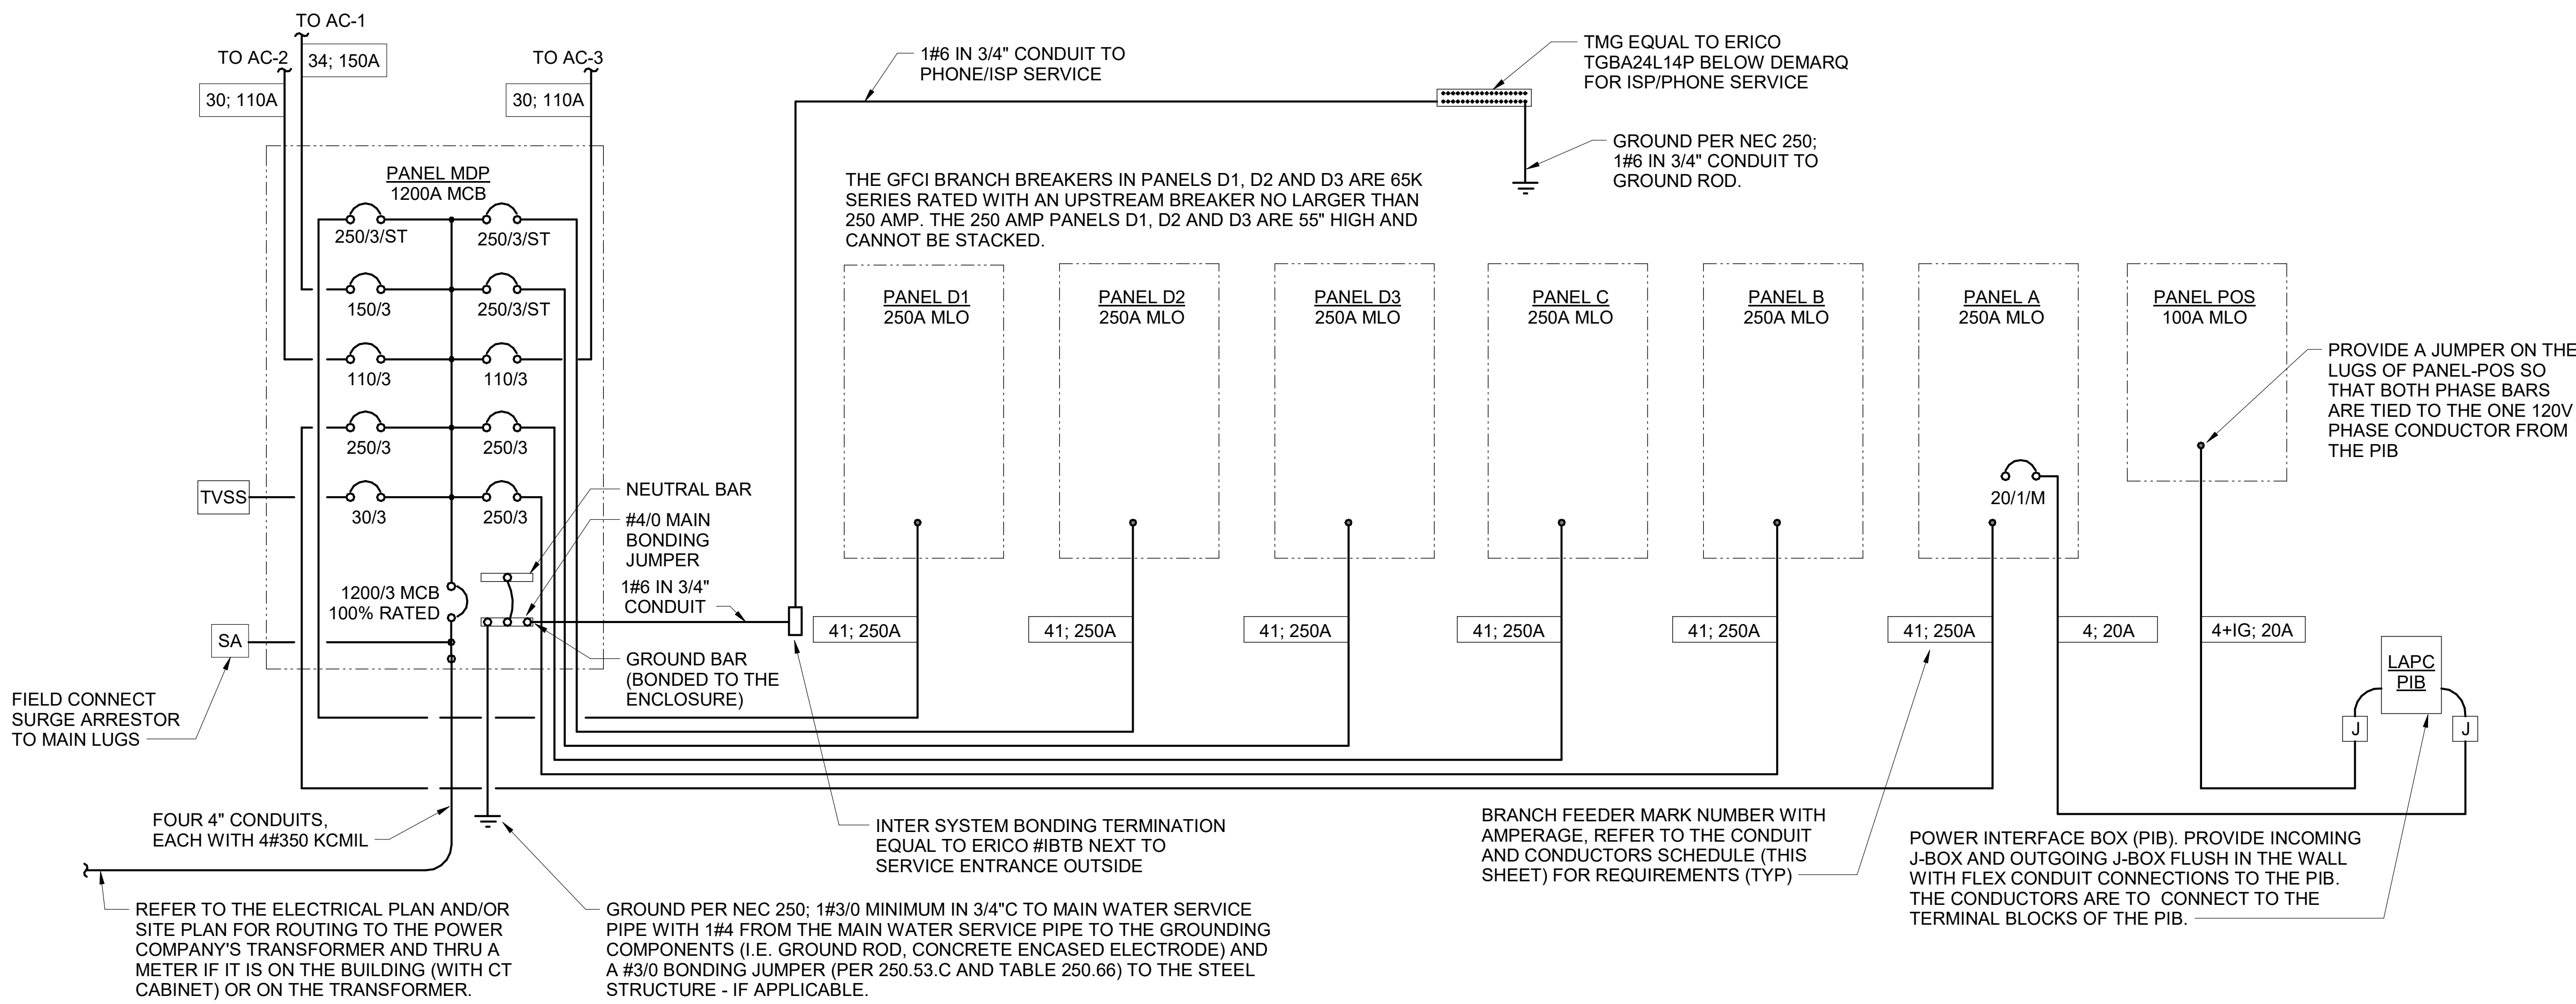 TO AC-1
34; 150A
TO AC-2
30; 110A
TO AC-3
30; 110A
PANEL MDP
1200A MCB
250/3/ST
250/3/ST
150/3
250/3/ST
110/3
110/3
250/3
250/3
30/3
250/3
TVSS
1200/3 MCB
100% RATED
SA
FIELD CONNECT
SURGE ARRESTOR
TO MAIN LUGS
FOUR 4" CONDUITS,
EACH WITH 4#350 KCMIL
REFER TO THE ELECTRICAL PLAN AND/OR
SITE PLAN FOR ROUTING TO THE POWER
COMPANY'S TRANSFORMER AND THRU A
METER IF IT IS ON THE BUILDING (WITH CT
CABINET) OR ON THE TRANSFORMER.
NEUTRAL BAR
#4/0 MAIN
BONDING
JUMPER
1#6 IN 3/4"
CONDUIT
GROUND BAR
(BONDED TO THE
ENCLOSURE)
GROUND PER NEC 250; 1#3/0 MINIMUM IN 3/4"C TO MAIN WATER SERVICE
PIPE WITH 1#4 FROM THE MAIN WATER SERVICE PIPE TO THE GROUNDING
COMPONENTS (I.E. GROUND ROD, CONCRETE ENCASED ELECTRODE) AND
A #3/0 BONDING JUMPER (PER 250.53.C AND TABLE 250.66) TO THE STEEL
STRUCTURE - IF APPLICABLE.
INTER SYSTEM BONDING TERMINATION
EQUAL TO ERICO #IBTB NEXT TO
SERVICE ENTRANCE OUTSIDE
1#6 IN 3/4" CONDUIT TO
PHONE/ISP SERVICE
TMG EQUAL TO ERICO
TGBA24L14P BELOW DEMARQ
FOR ISP/PHONE SERVICE
GROUND PER NEC 250;
1#6 IN 3/4" CONDUIT TO
GROUND ROD.
THE GFCI BRANCH BREAKERS IN PANELS D1, D2 AND D3 ARE 65K
SERIES RATED WITH AN UPSTREAM BREAKER NO LARGER THAN
250 AMP. THE 250 AMP PANELS D1, D2 AND D3 ARE 55" HIGH AND
CANNOT BE STACKED.
PANEL D1
250A MLO
PANEL D2
250A MLO
PANEL D3
250A MLO
PANEL C
250A MLO
PANEL B
250A MLO
PANEL A
250A MLO
PANEL POS
100A MLO
20/1/M
PROVIDE A JUMPER ON THE
LUGS OF PANEL-POS SO
THAT BOTH PHASE BARS
ARE TIED TO THE ONE 120V
PHASE CONDUCTOR FROM
THE PIB
41; 250A
41; 250A
41; 250A
41; 250A
41; 250A
41; 250A
4; 20A
4+IG; 20A
LAPC
PIB
J
J
BRANCH FEEDER MARK NUMBER WITH
AMPERAGE, REFER TO THE CONDUIT
AND CONDUCTORS SCHEDULE (THIS
SHEET) FOR REQUIREMENTS (TYP)
POWER INTERFACE BOX (PIB). PROVIDE INCOMING
J-BOX AND OUTGOING J-BOX FLUSH IN THE WALL
WITH FLEX CONDUIT CONNECTIONS TO THE PIB.
THE CONDUCTORS ARE TO CONNECT TO THE
TERMINAL BLOCKS OF THE PIB.